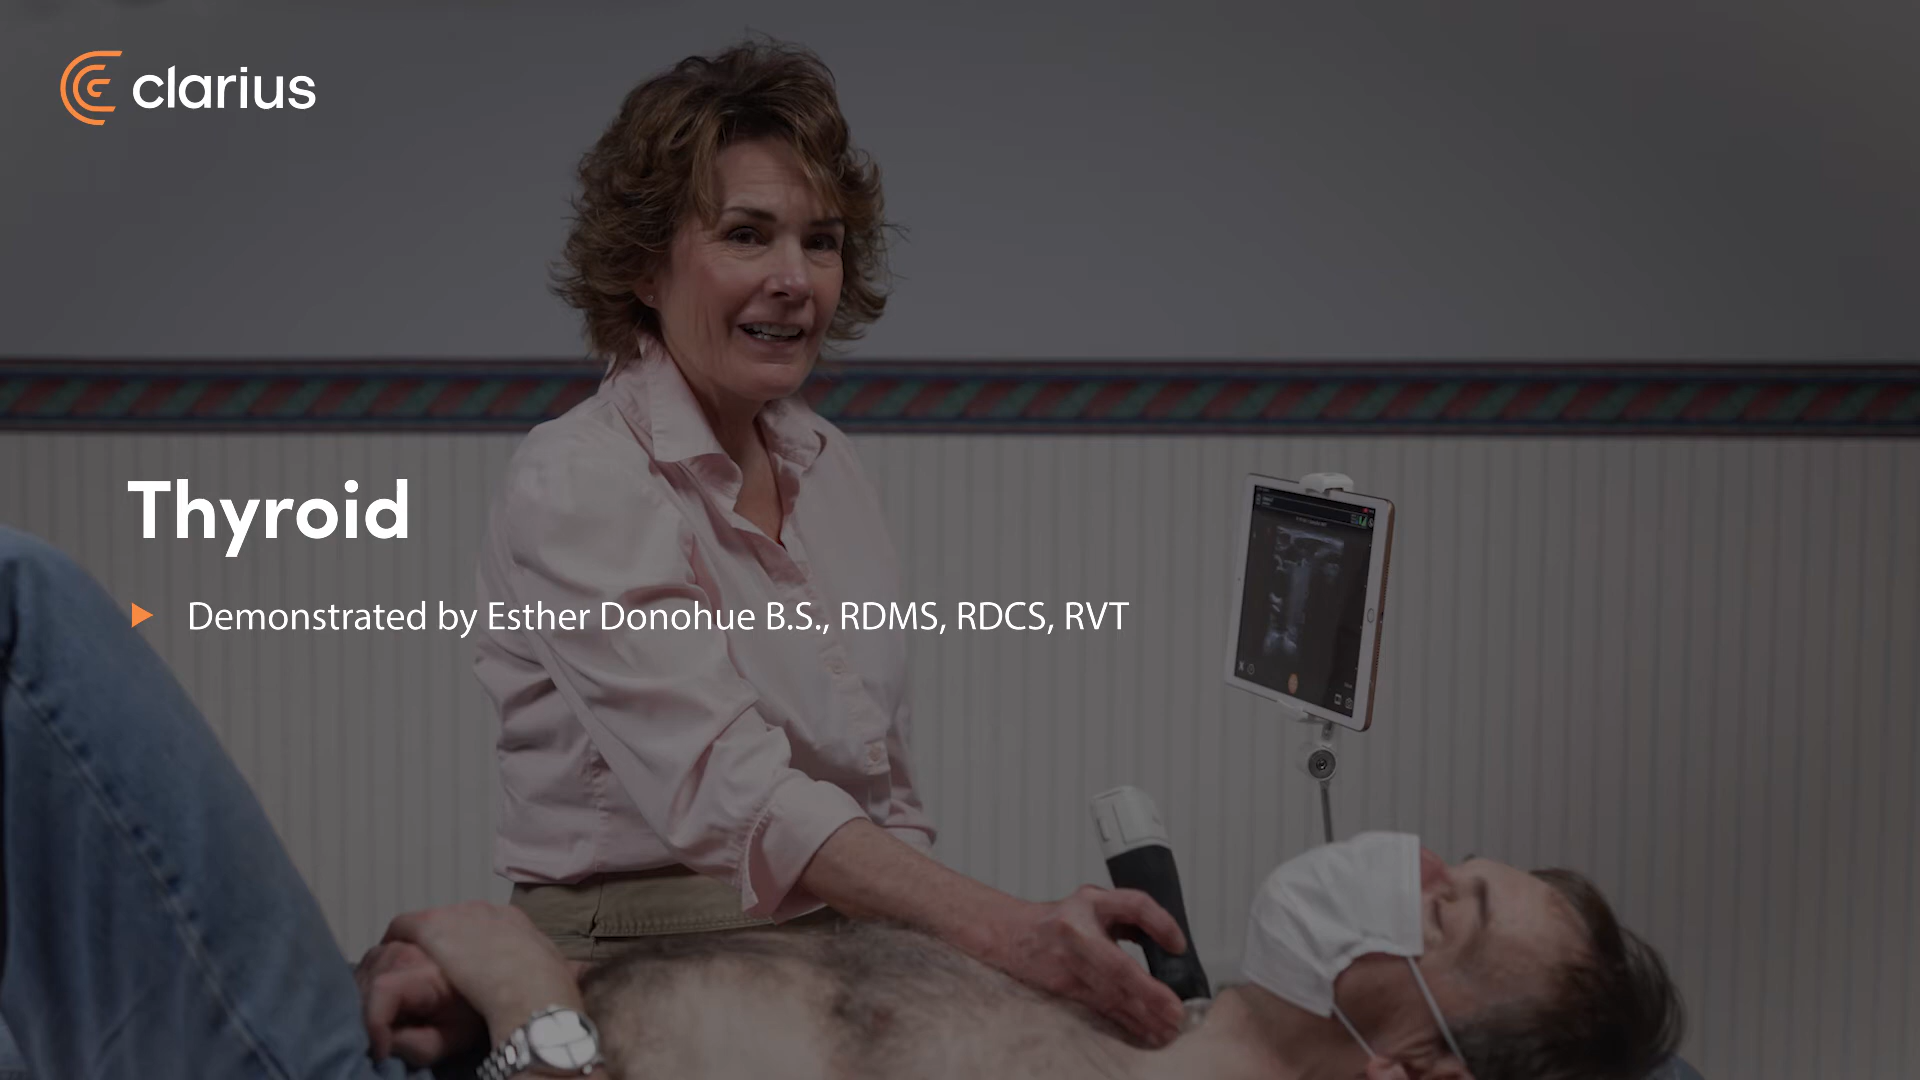 clarius
Thyroid
Demonstrated by Esther Donohue B.S., RDMS, RDCS, RVT